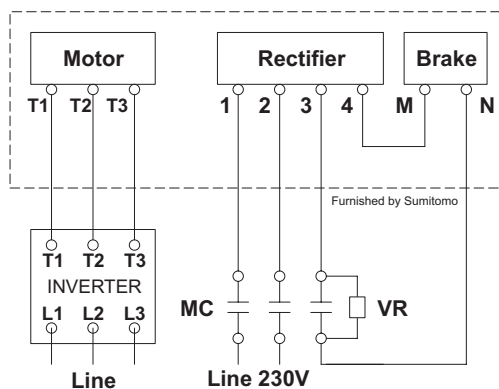 Motor Rectifier Brake
T1 T2 T3 1 2 3 4 M N
Furnished by Sumitomo
T1 T2 T3
INVERTER
L1 L2 L3
MC VR
Line Line 230V